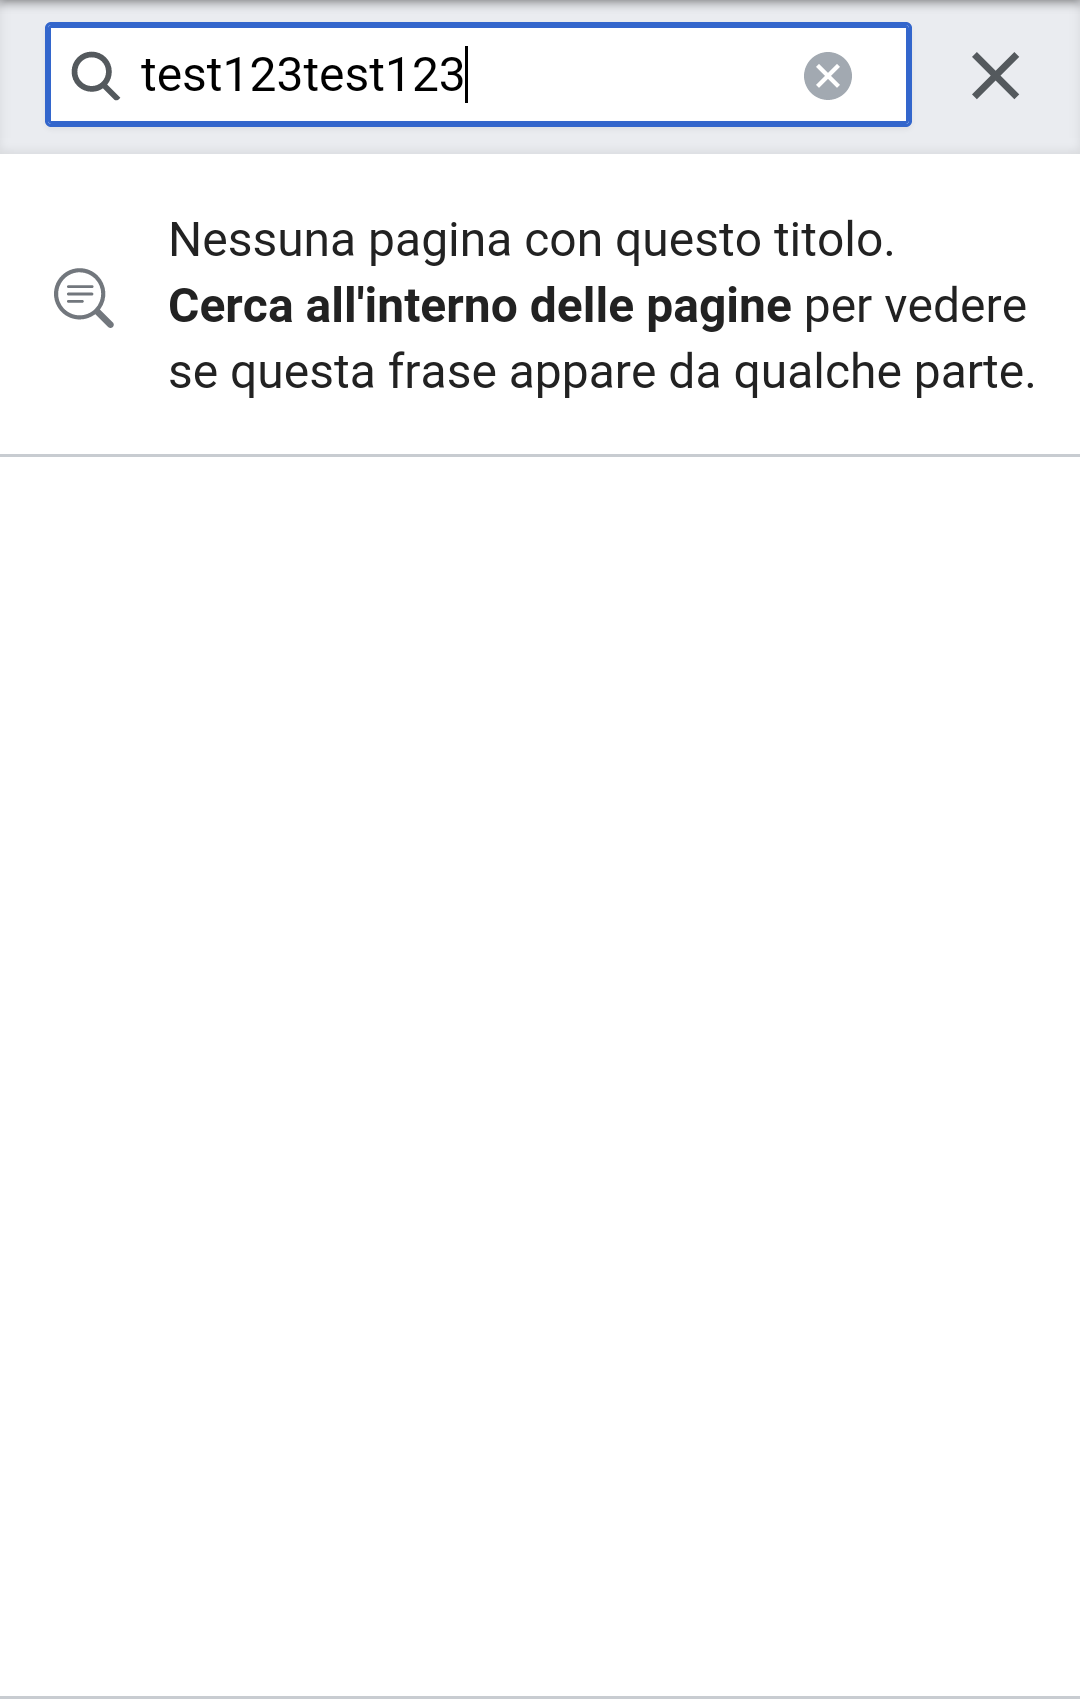 test123test123
Nessuna pagina con questo titolo.
Cerca all'interno delle pagine per vedere
se questa frase appare da qualche parte.